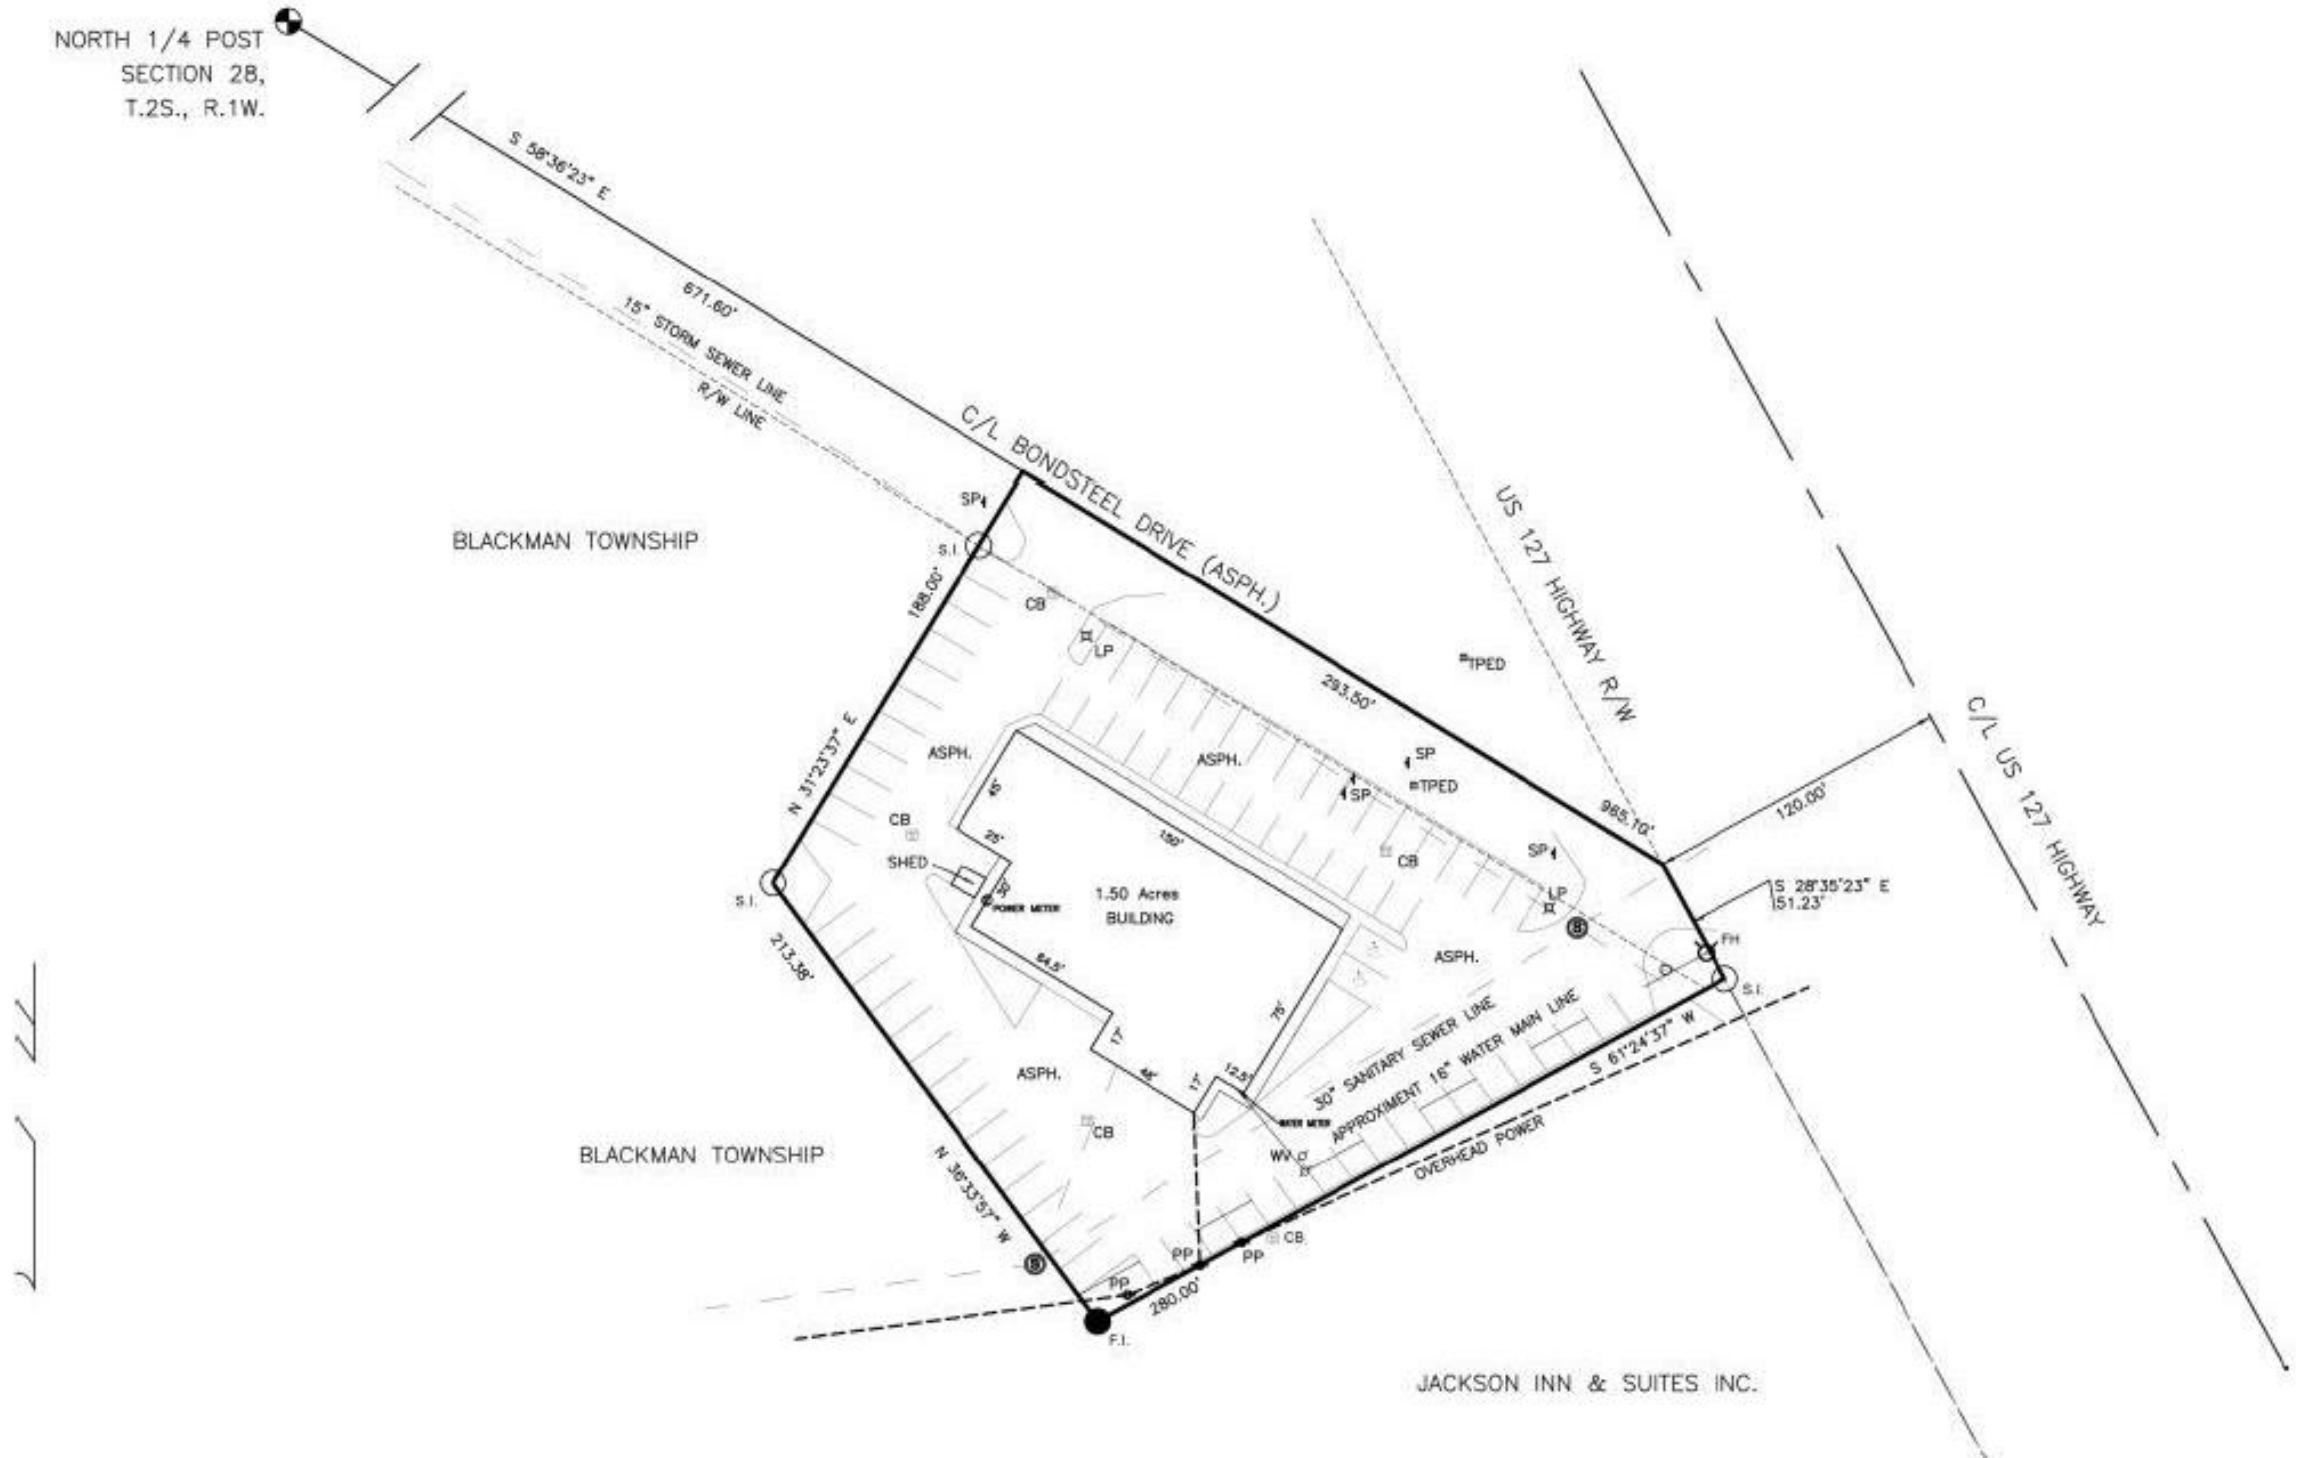 NORTH 1/4 POST
SECTION 28,
T.2S., R.1W.
S 58°36'23" E
671.60'
15" STORM SEWER LINE
R/W LINE
C/L BONDSTEEL DRIVE (ASPH.)
US 127 HIGHWAY R/W
C/L US 127 HIGHWAY
BLACKMAN TOWNSHIP
SP
S.I.
188.00'
CB
LP
TPED
293.50'
N 31°23'37" E
ASPH.
ASPH.
SP
TPED
SP
965.10'
120.00'
45'
25'
150'
CB
SHED
POWER METER
1.50 Acres
BUILDING
CB
SP
LP
S 28°35'23" E
51.23'
S.I.
213.38'
S
FH
S.I.
64.5'
ASPH.
75'
17'
46'
17'
12.5'
ASPH.
30" SANITARY SEWER LINE
APPROXIMENT 16" WATER MAIN LINE
S 61°24'37" W
OVERHEAD POWER
WATER METER
WV
CB
BLACKMAN TOWNSHIP
N 36°33'57" W
S
PP
PP
PP
CB
280.00'
F.I.
JACKSON INN & SUITES INC.